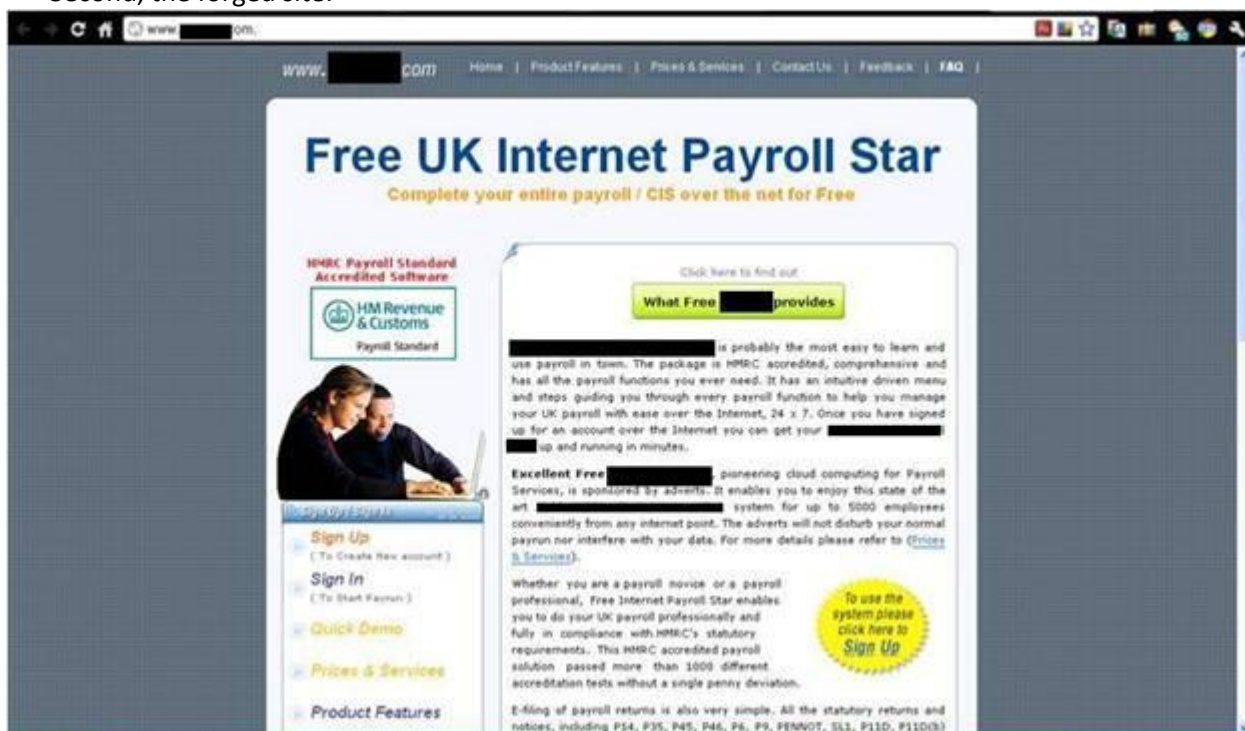 Second, the forged site:
www. om.
www. com Home | Product Features | Prices & Services | Contact Us | Feedback | FAQ |
Free UK Internet Payroll Star
Complete your entire payroll / CIS over the net for Free
HMRC Payroll Standard
Accredited Software
HM Revenue
& Customs
Payroll Standard
Sign Up / Sign In
Sign Up
( To Create New account )
Sign In
( To Start Payrun )
Quick Demo
Prices & Services
Product Features
Click here to find out
What Free provides
is probably the most easy to learn and
use payroll in town. The package is HMRC accredited, comprehensive and
has all the payroll functions you ever need. It has an intuitive driven menu
and steps guiding you through every payroll function to help you manage
your UK payroll with ease over the Internet, 24 x 7. Once you have signed
up for an account over the Internet you can get your
up and running in minutes.
Excellent Free , pioneering cloud computing for Payroll
Services, is sponsored by adverts. It enables you to enjoy this state of the
art system for up to 5000 employees
conveniently from any internet point. The adverts will not disturb your normal
payrun nor interfere with your data. For more details please refer to (Prices
& Services).
Whether you are a payroll novice or a payroll
professional, Free Internet Payroll Star enables
you to do your UK payroll professionally and
fully in compliance with HMRC's statutory
requirements. This HMRC accredited payroll
solution passed more than 1000 different
accreditation tests without a single penny deviation.
To use the
system please
click here to
Sign Up
E-filing of payroll returns is also very simple. All the statutory returns and
notices, including P14, P35, P45, P46, P6, P9, PENNOT, SL1, P11D, P11D(b)